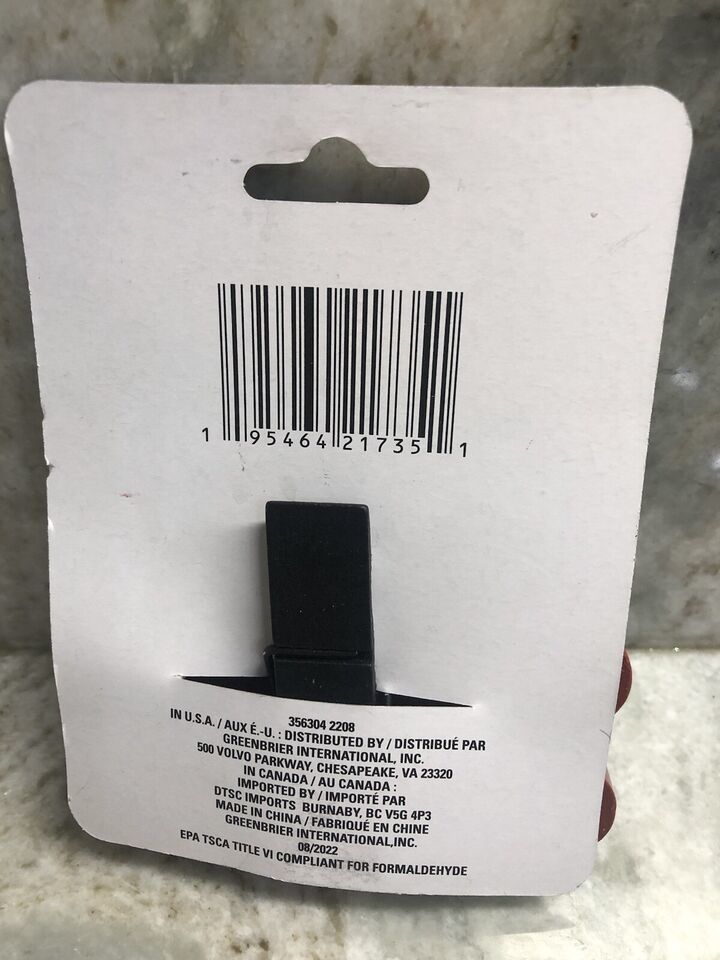 1 95464 21735 1
356304 2208
IN U.S.A. / AUX É.-U. : DISTRIBUTED BY / DISTRIBUÉ PAR
GREENBRIER INTERNATIONAL, INC.
500 VOLVO PARKWAY, CHESAPEAKE, VA 23320
IN CANADA / AU CANADA :
IMPORTED BY / IMPORTÉ PAR
DTSC IMPORTS BURNABY, BC V5G 4P3
MADE IN CHINA / FABRIQUÉ EN CHINE
GREENBRIER INTERNATIONAL,INC.
08/2022
EPA TSCA TITLE VI COMPLIANT FOR FORMALDEHYDE